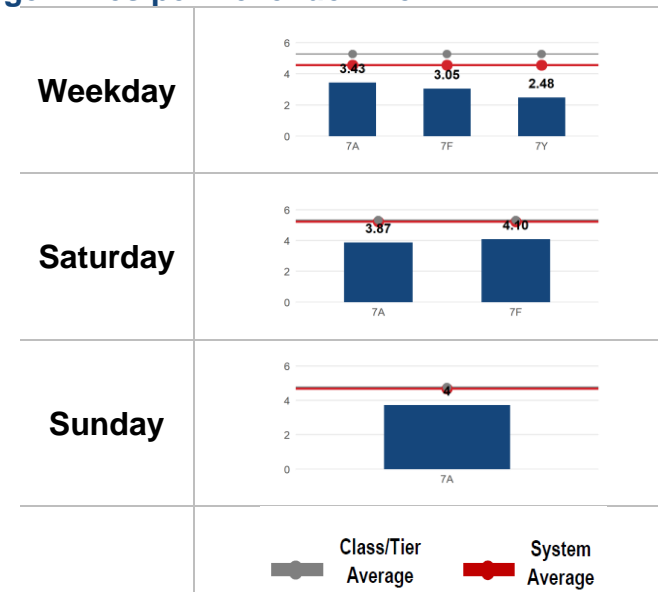 Weekday
6
4
2
0
3.43
3.05
2.48
7A
7F
7Y
Saturday
6
4
2
0
3.87
4.10
7A
7F
Sunday
6
4
2
0
4
7A
Class/Tier
Average
System
Average